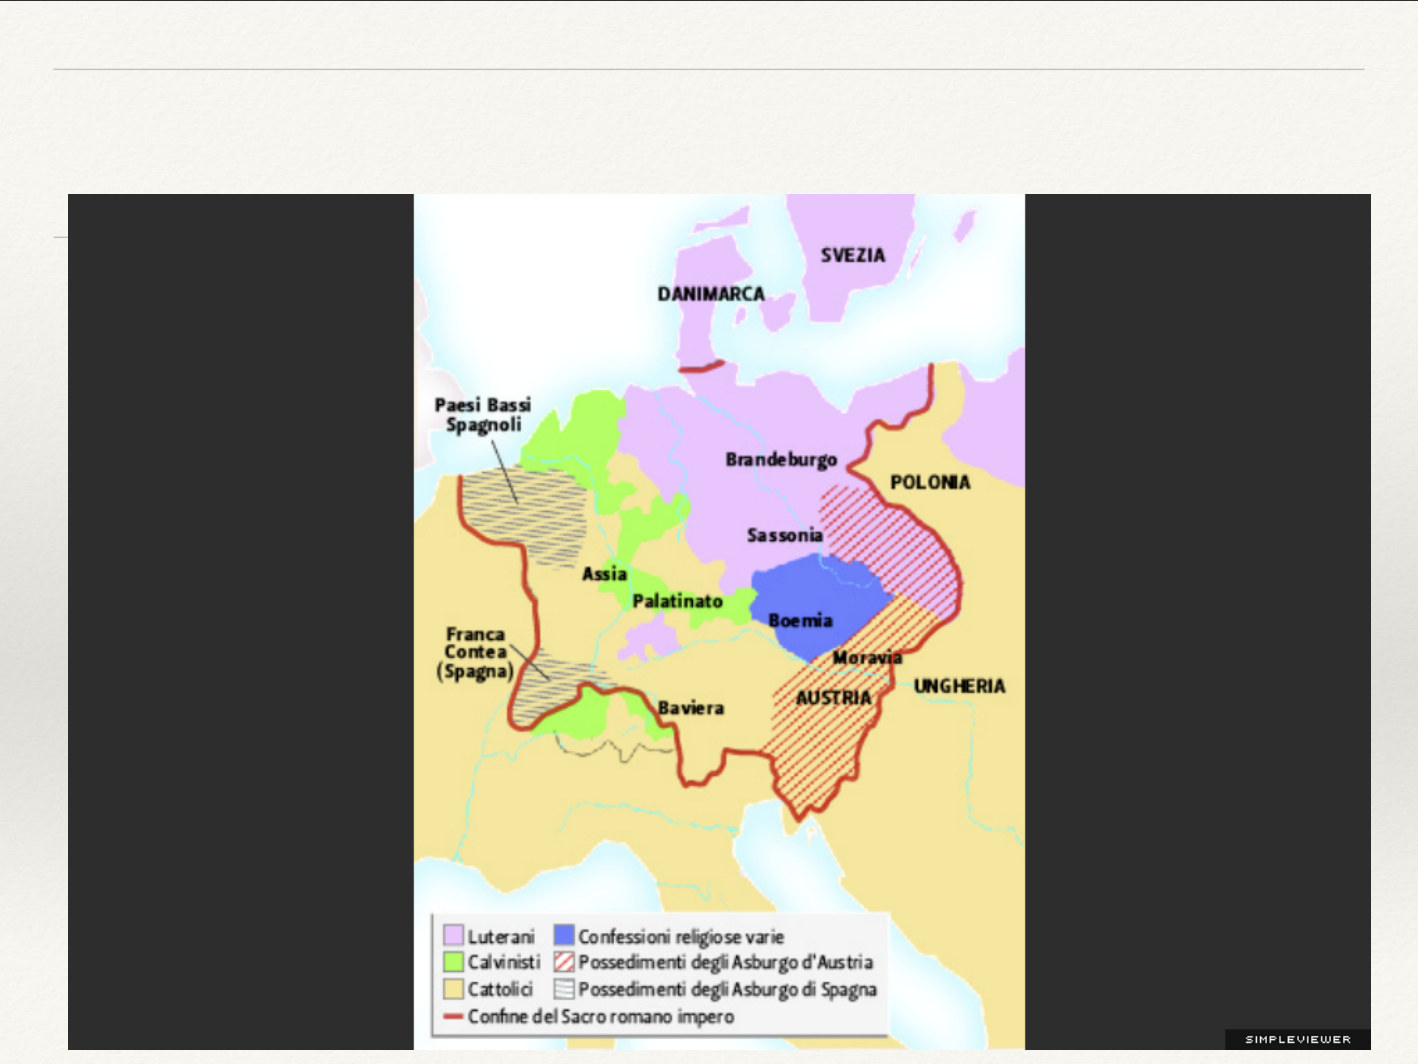 SVEZIA
DANIMARCA
Paesi Bassi
Spagnoli
Brandeburgo
POLONIA
Sassonia
Assia
Palatinato
Boemia
Franca
Contea
(Spagna)
Moravia
UNGHERIA
AUSTRIA
Baviera
Luterani
Confessioni religiose varie
Calvinisti
Possedimenti degli Asburgo d'Austria
Cattolici
Possedimenti degli Asburgo di Spagna
Confine del Sacro romano impero
SIMPLEVIEWER